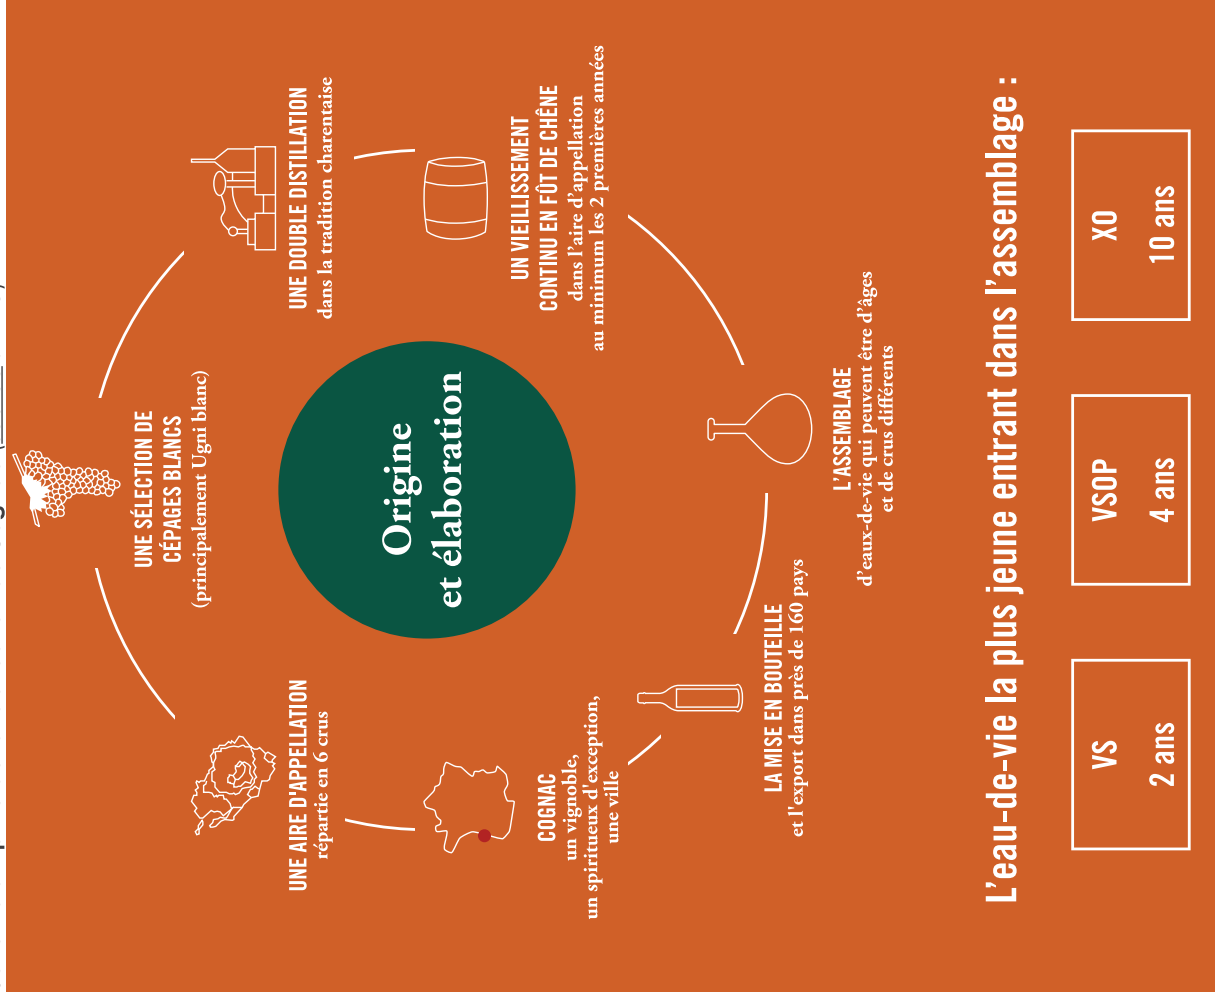 Origine
et élaboration
COGNAC
un vignoble,
un spiritueux d'exception,
une ville
UNE AIRE D'APPELLATION
répartie en 6 crus
UNE SÉLECTION DE
CÉPAGES BLANCS
(principalement Ugni blanc)
UNE DOUBLE DISTILLATION
dans la tradition charentaise
UN VIEILLISSEMENT
CONTINU EN FÛT DE CHÊNE
dans l'aire d'appellation
au minimum les 2 premières années
L'ASSEMBLAGE
d'eaux-de-vie qui peuvent être d'âges
et de crus différents
LA MISE EN BOUTEILLE
et l'export dans près de 160 pays
L'eau-de-vie la plus jeune entrant dans l'assemblage :
VS
2 ans
VSOP
4 ans
XO
10 ans